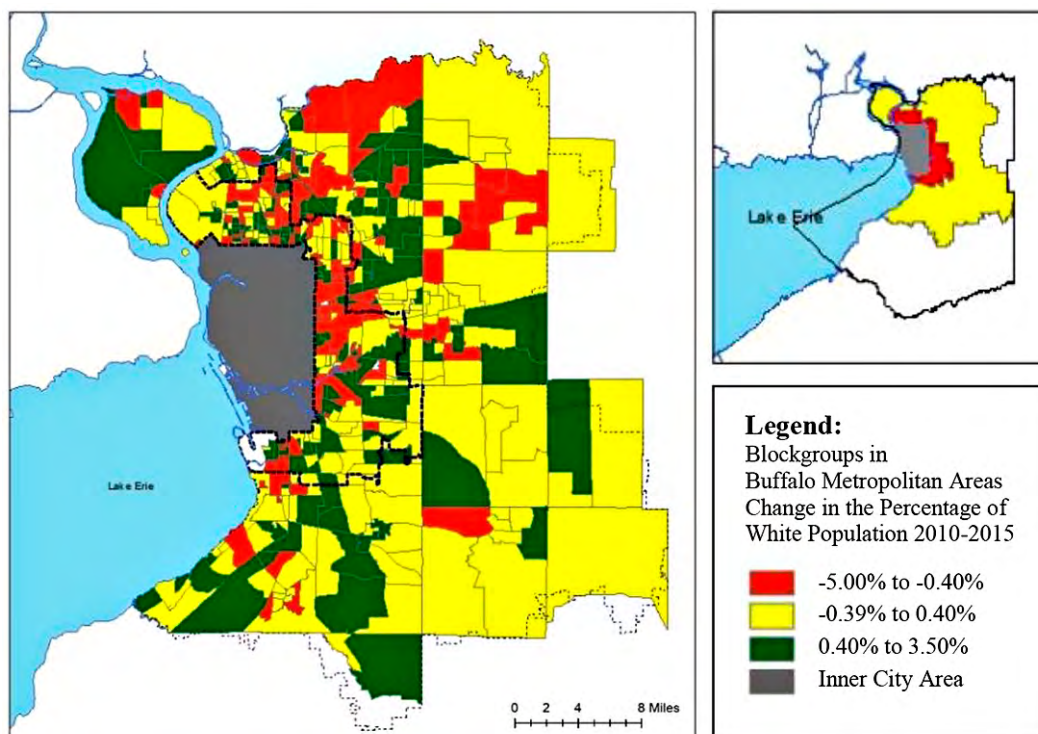 Lake Erie
Lake Erie
0 2 4 8 Miles
Legend:
Blockgroups in
Buffalo Metropolitan Areas
Change in the Percentage of
White Population 2010-2015
-5.00% to -0.40%
-0.39% to 0.40%
0.40% to 3.50%
Inner City Area